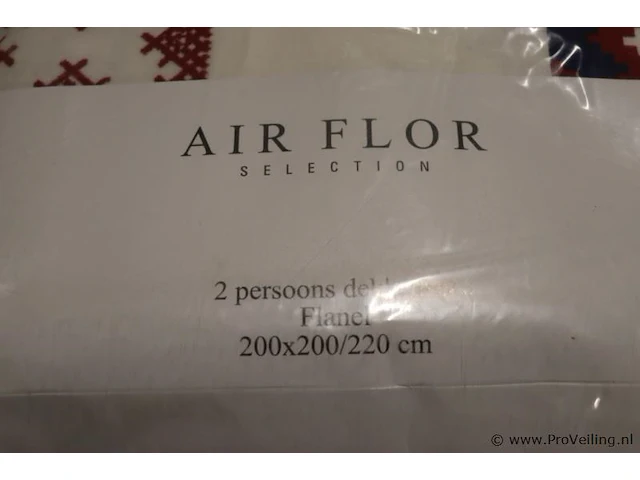 AIR FLOR
SELECTION
2 persoons
Flanel
200x200/220 cm
© www.ProVeiling.nl